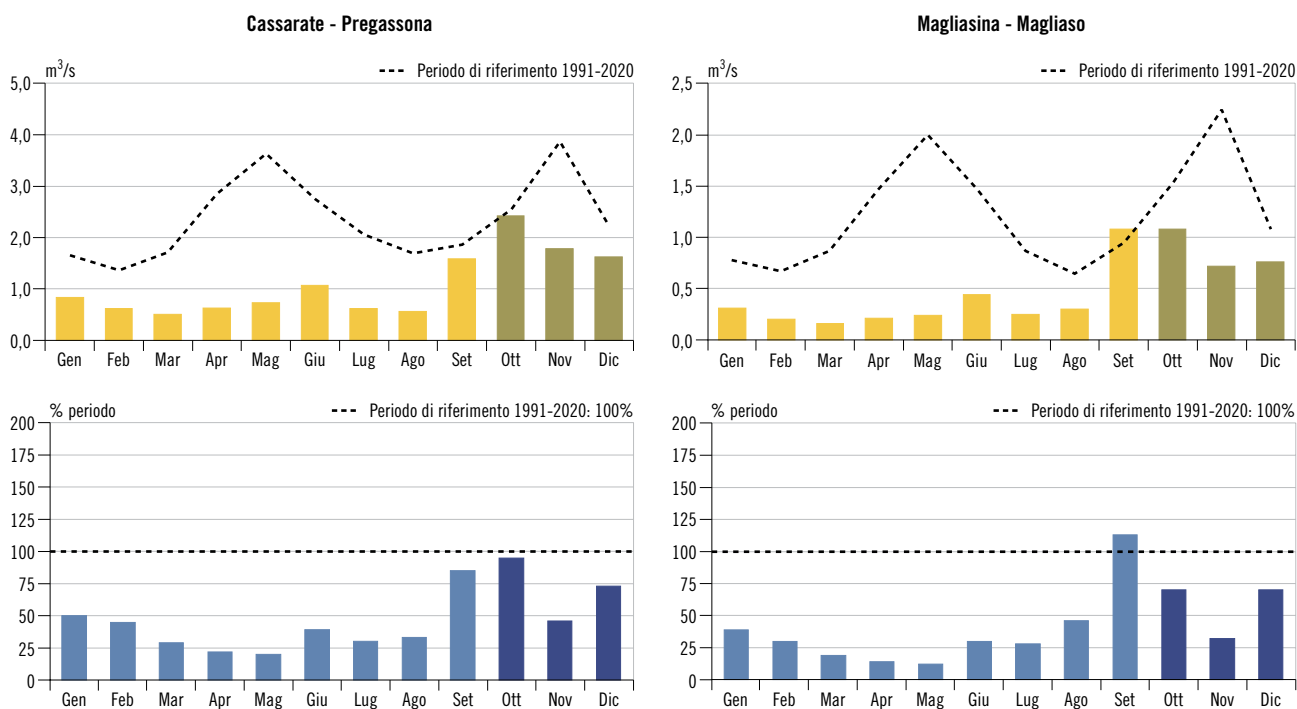 Cassarate - Pregassona
m³/s
Periodo di riferimento 1991-2020
5,0
4,0
3,0
2,0
1,0
0,0
Gen Feb Mar Apr Mag Giu Lug Ago Set Ott Nov Dic
Magliasina - Magliaso
m³/s
Periodo di riferimento 1991-2020
2,5
2,0
1,5
1,0
0,5
0,0
Gen Feb Mar Apr Mag Giu Lug Ago Set Ott Nov Dic
% periodo
Periodo di riferimento 1991-2020: 100%
200
175
150
125
100
75
50
25
0
Gen Feb Mar Apr Mag Giu Lug Ago Set Ott Nov Dic
% periodo
Periodo di riferimento 1991-2020: 100%
200
175
150
125
100
75
50
25
0
Gen Feb Mar Apr Mag Giu Lug Ago Set Ott Nov Dic